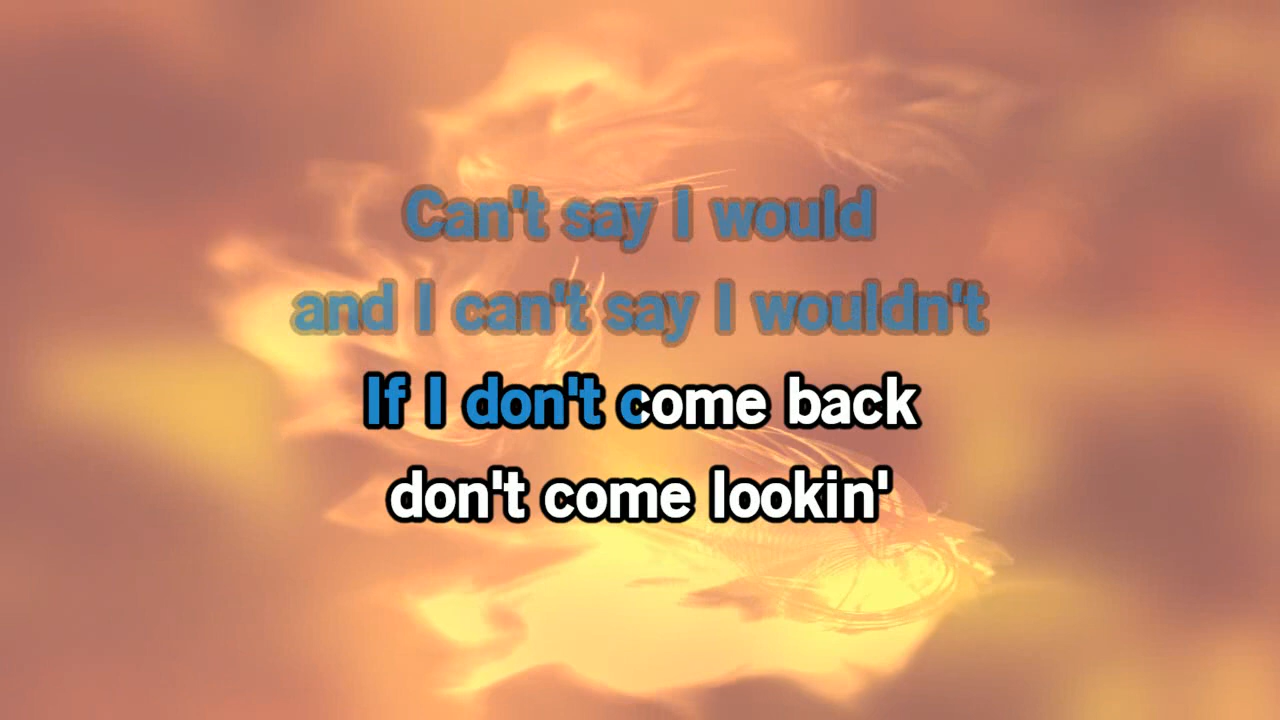 Can't say I would
and I can't say I wouldn't
If I don't come back
don't come lookin'